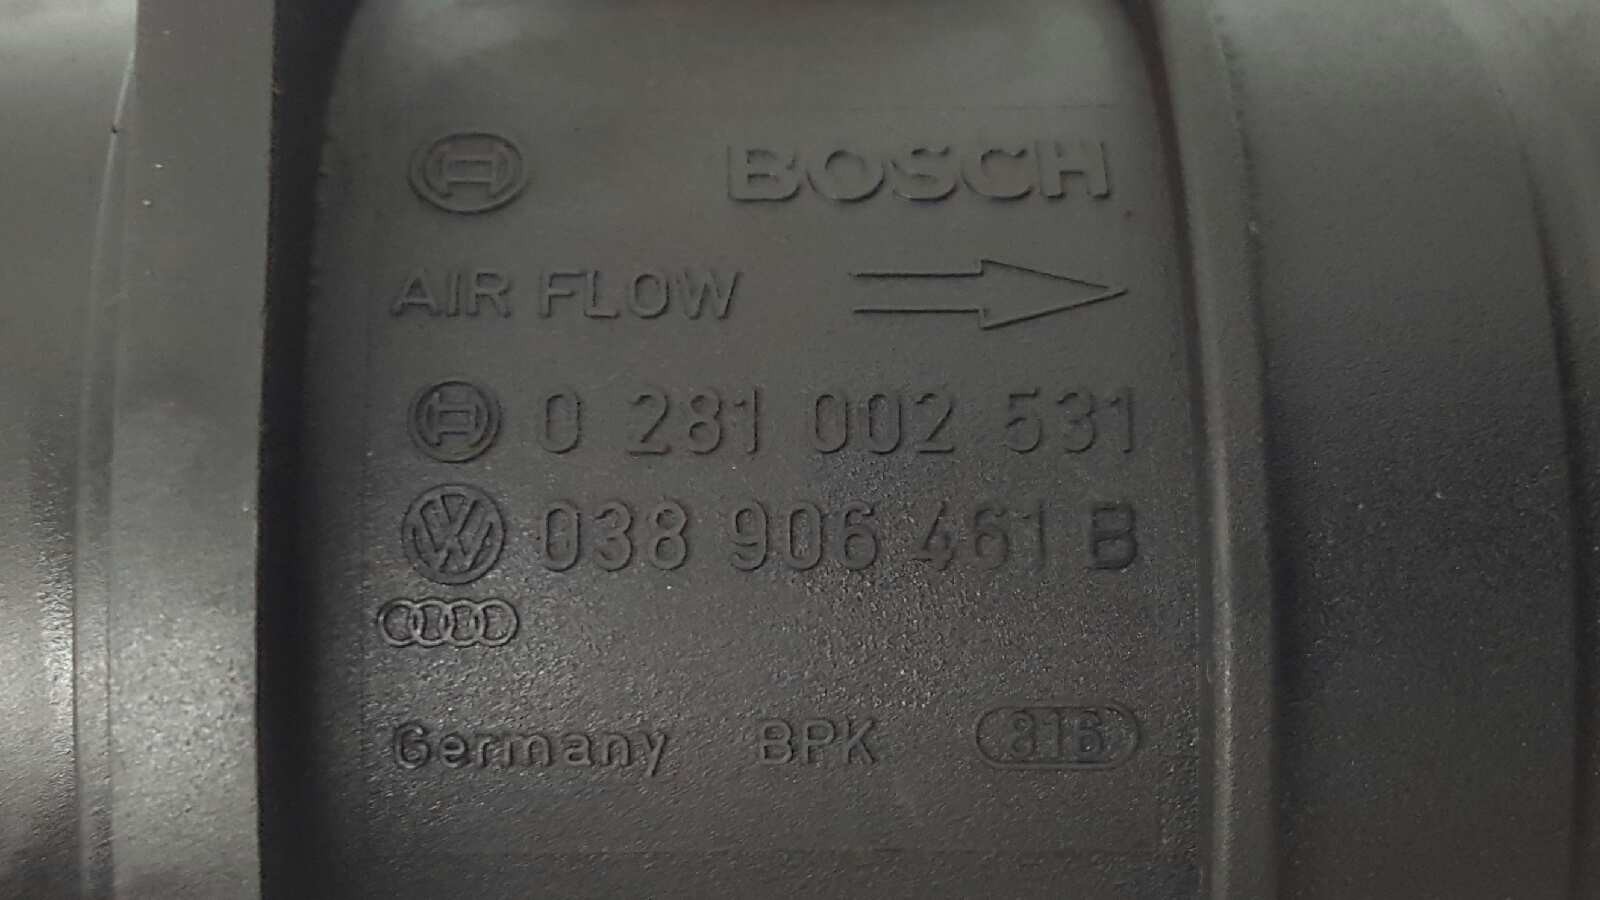 BOSCH
AIR FLOW
0 281 002 531
038 906 461 B
Germany BPK 816